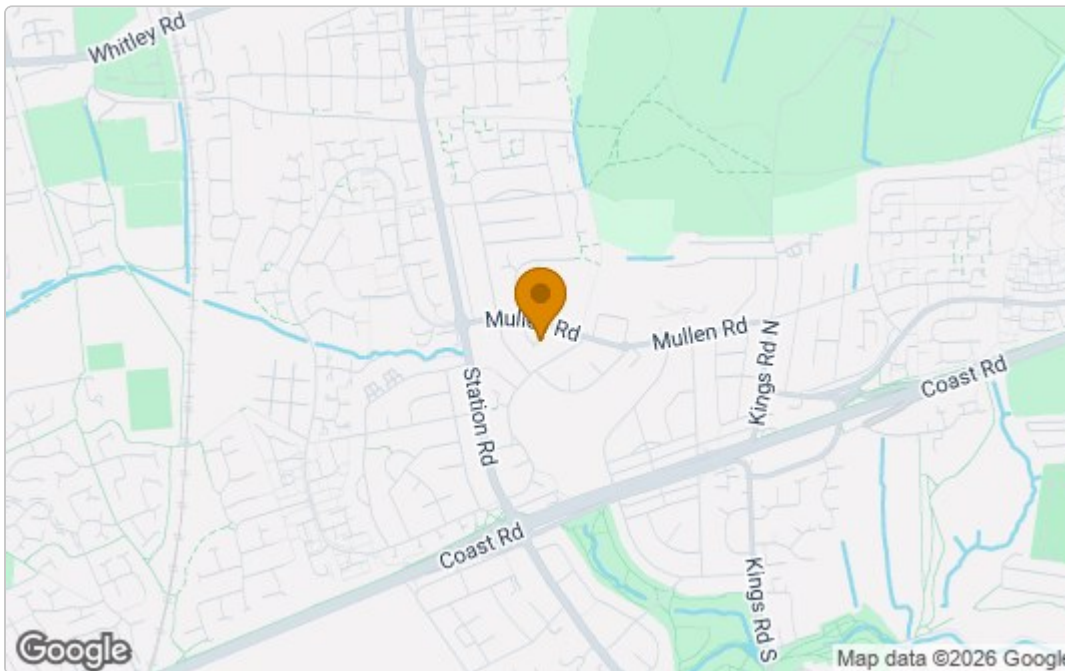 Whitley Rd
Mullen Rd
Mullen Rd
Kings Rd N
Coast Rd
Station Rd
Coast Rd
Kings Rd S
Google
Map data ©2026 Google